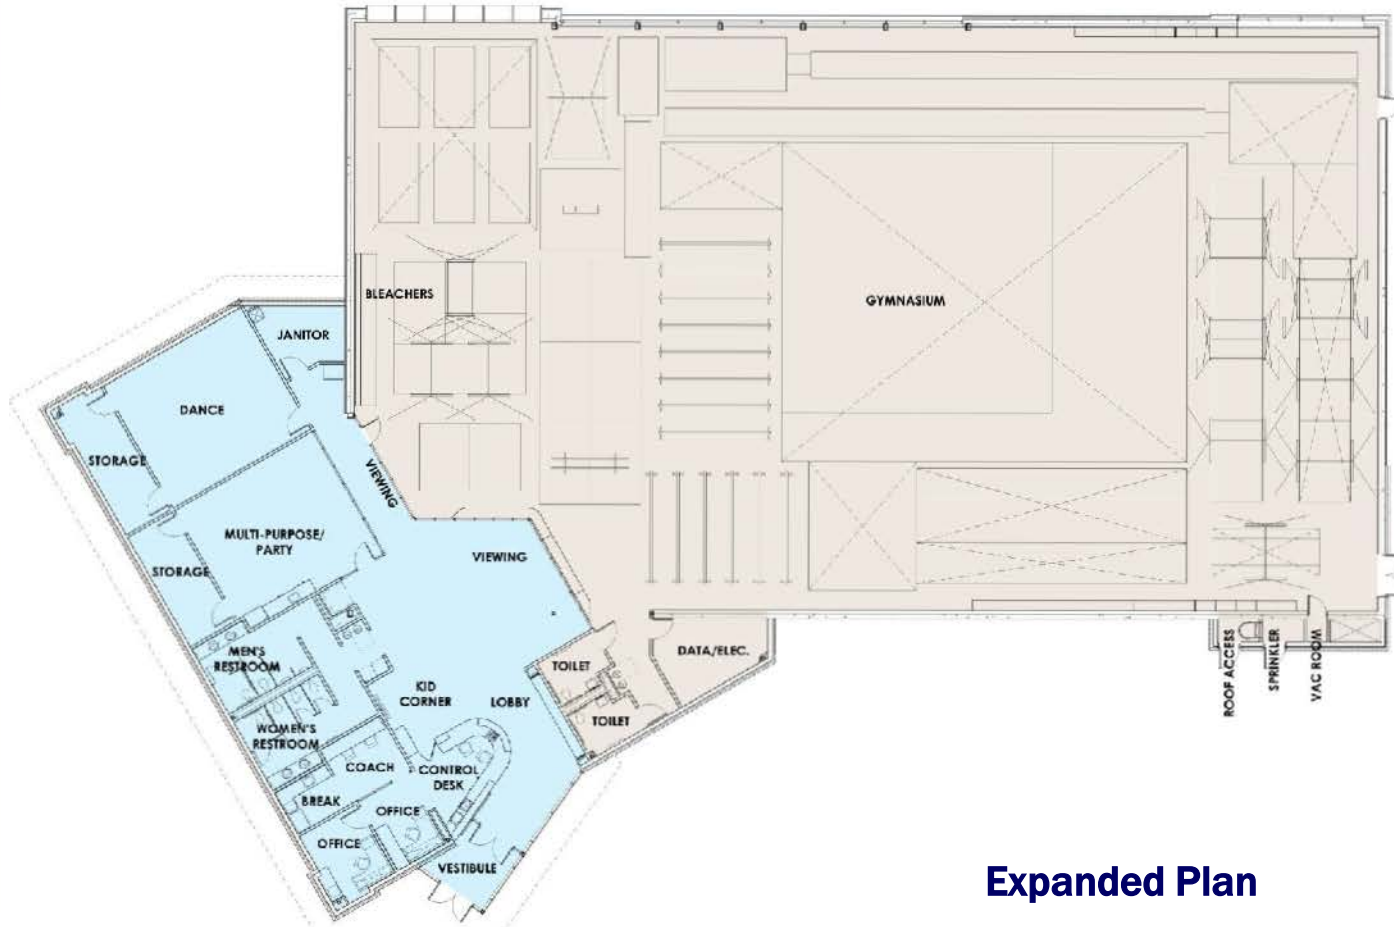 BLEACHERS
GYMNASIUM
JANITOR
DANCE
STORAGE
VIEWING
MULTI-PURPOSE/
PARTY
VIEWING
STORAGE
MEN'S
RESTROOM
TOILET
DATA/ELEC.
ROOF ACCESS
SPRINKLER
VAC ROOM
KID
CORNER
LOBBY
TOILET
WOMEN'S
RESTROOM
COACH
CONTROL
DESK
BREAK
OFFICE
OFFICE
VESTIBULE
Expanded Plan